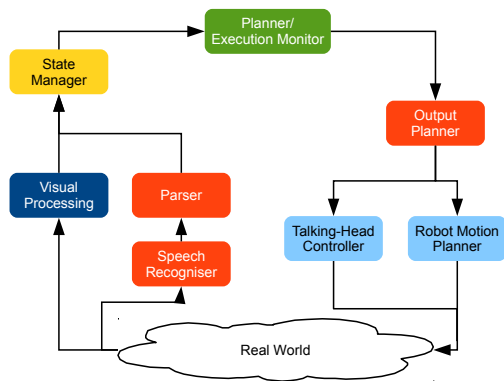 Planner/
Execution Monitor
State
Manager
Output
Planner
Visual
Processing
Parser
Talking-Head
Controller
Robot Motion
Planner
Speech
Recogniser
Real World